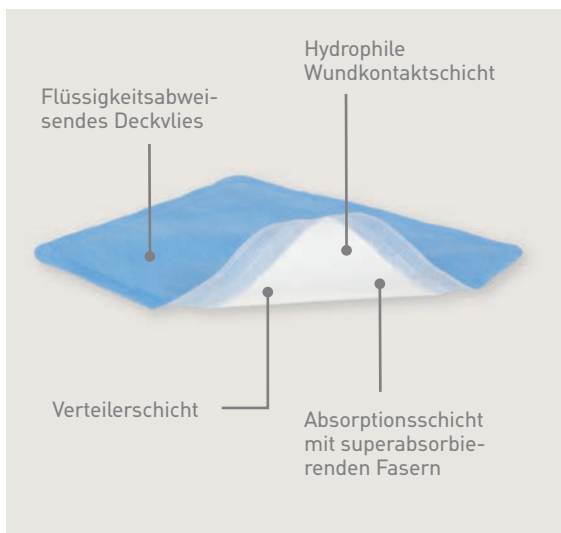 Hydrophile
Wundkontaktschicht
Flüssigkeitsabwei-
sendes Deckvlies
Verteilerschicht
Absorptionsschicht
mit superabsorbie-
renden Fasern